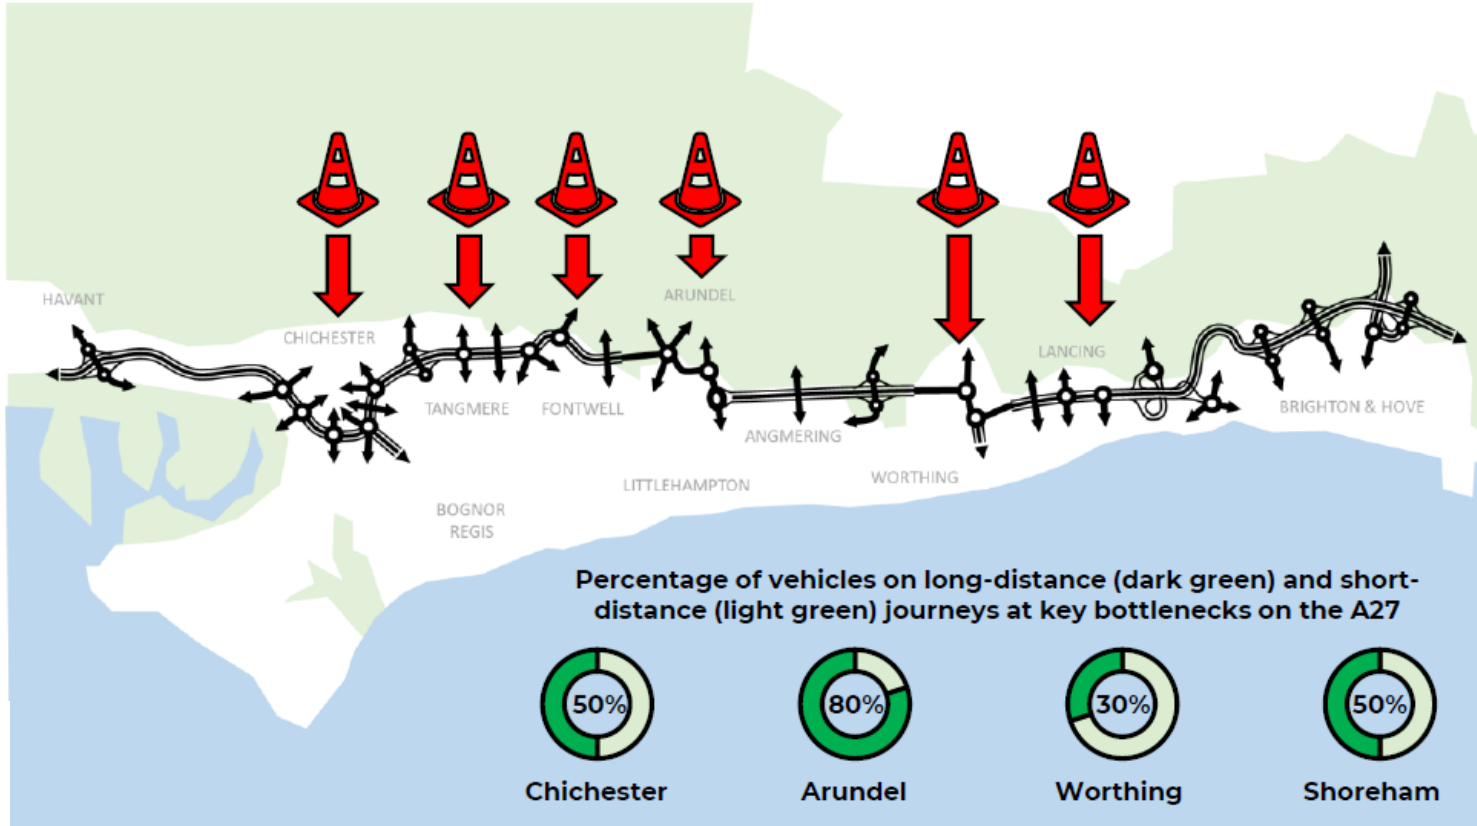 HAVANT
ARUNDEL
CHICHESTER
LANCING
TANGMERE
FONTWELL
BRIGHTON & HOVE
ANGMERING
WORTHING
LITTLEHAMPTON
BOGNOR
REGIS
Percentage of vehicles on long-distance (dark green) and short-
distance (light green) journeys at key bottlenecks on the A27
50%
80%
30%
50%
Chichester
Arundel
Worthing
Shoreham